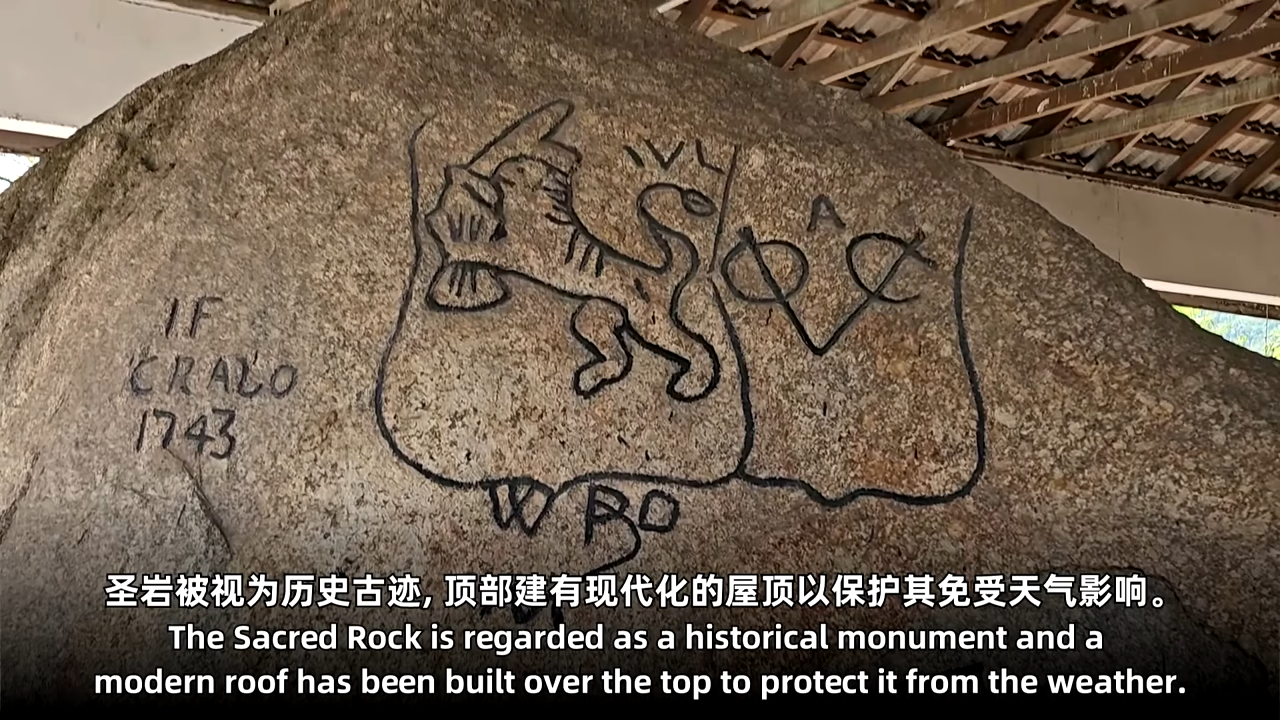 IF
CRALO
1743
IVL
A
W BO
圣岩被视为历史古迹, 顶部建有现代化的屋顶以保护其免受天气影响。
The Sacred Rock is regarded as a historical monument and a
modern roof has been built over the top to protect it from the weather.